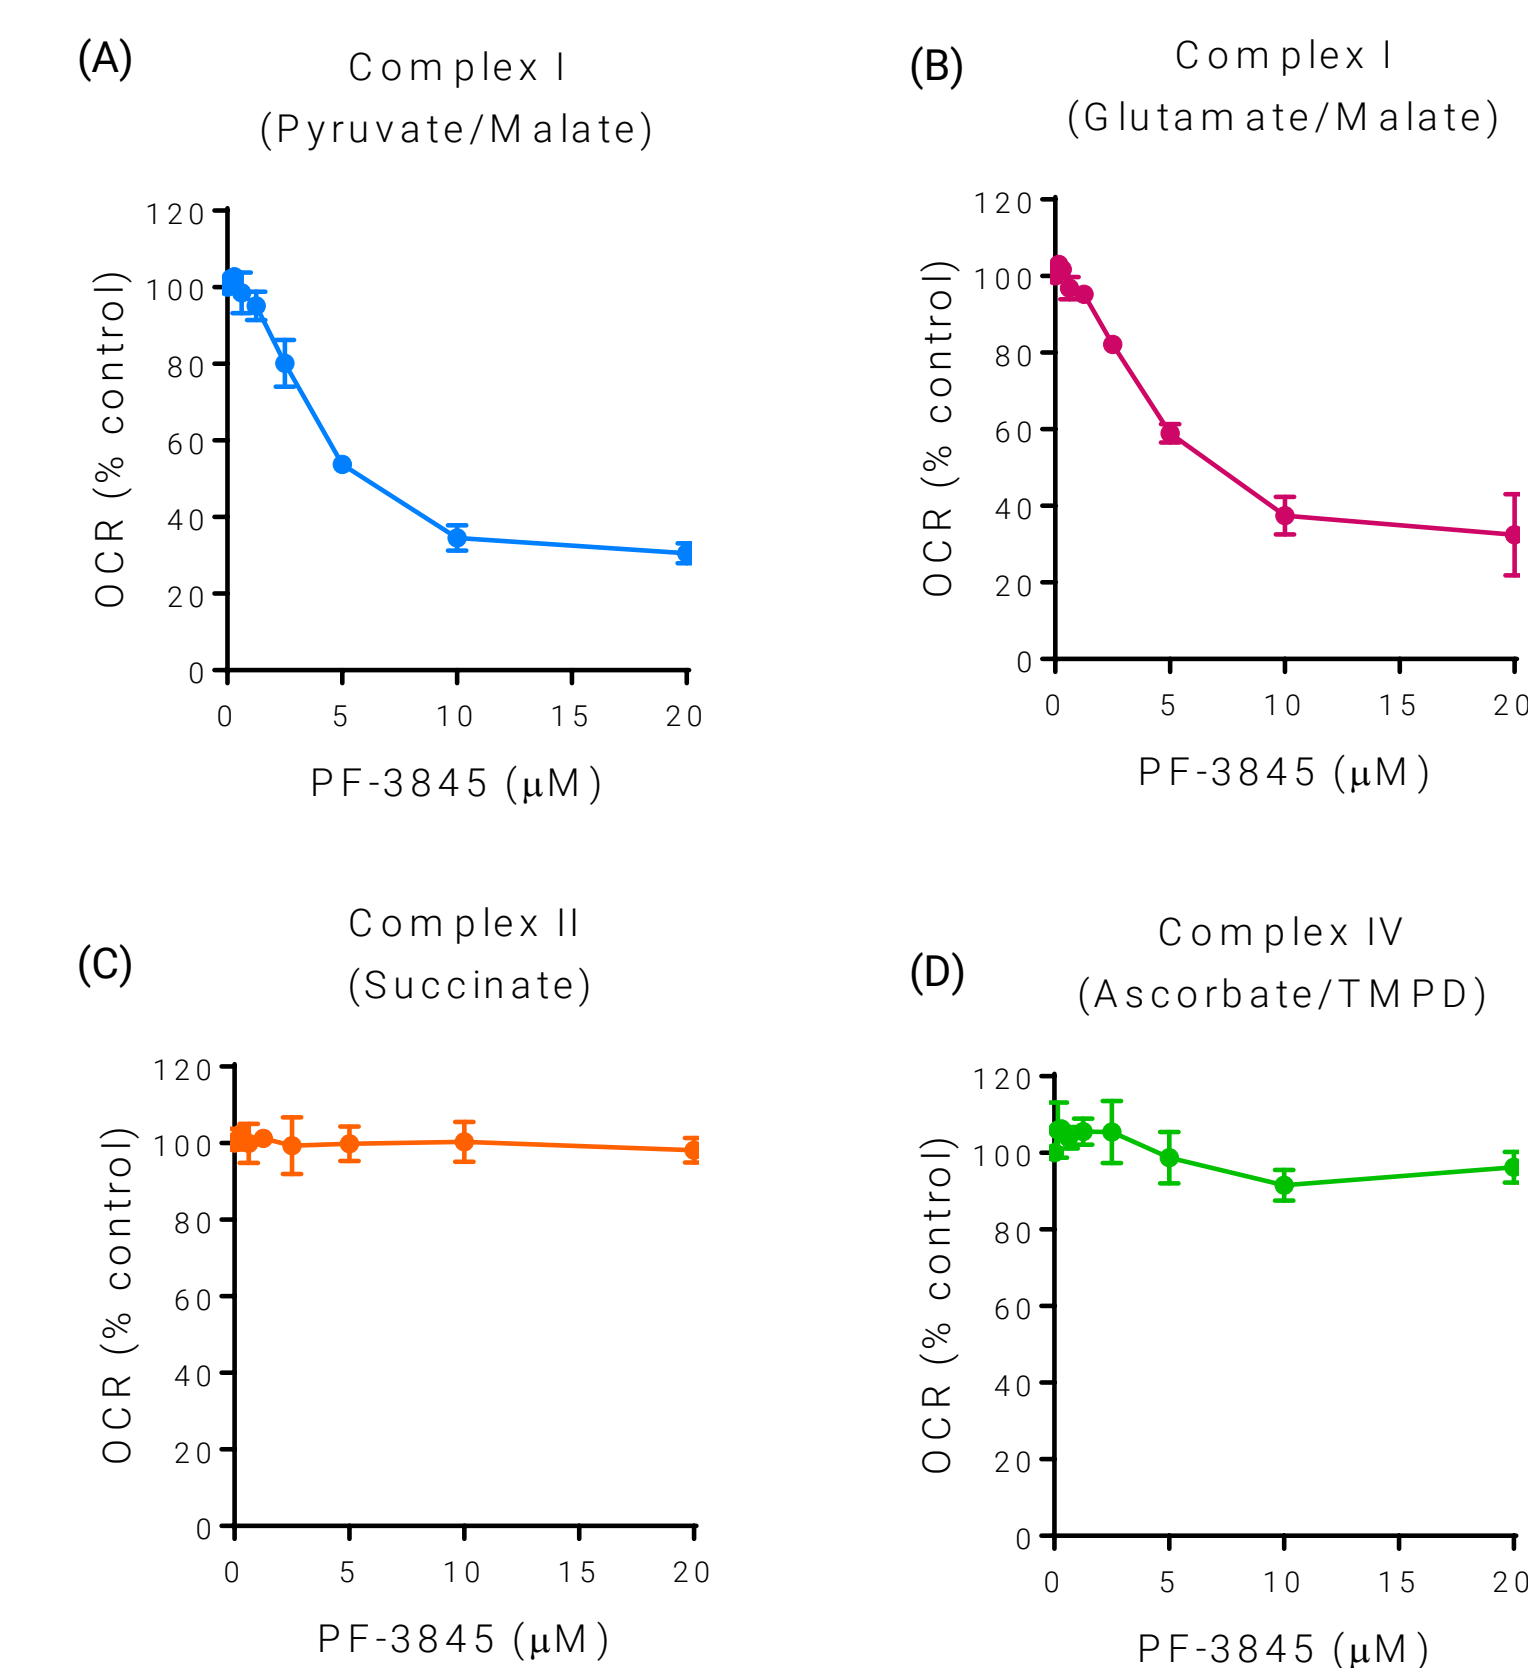 (A)
Complex I
(Pyruvate/Malate)
120
100
80
60
40
20
0
OCR (% control)
0 5 10 15 20
PF-3845 (μM)
(B)
Complex I
(Glutamate/Malate)
120
100
80
60
40
20
0
OCR (% control)
0 5 10 15 20
PF-3845 (μM)
(C)
Complex II
(Succinate)
120
100
80
60
40
20
0
OCR (% control)
0 5 10 15 20
PF-3845 (μM)
(D)
Complex IV
(Ascorbate/TMPD)
120
100
80
60
40
20
0
OCR (% control)
0 5 10 15 20
PF-3845 (μM)